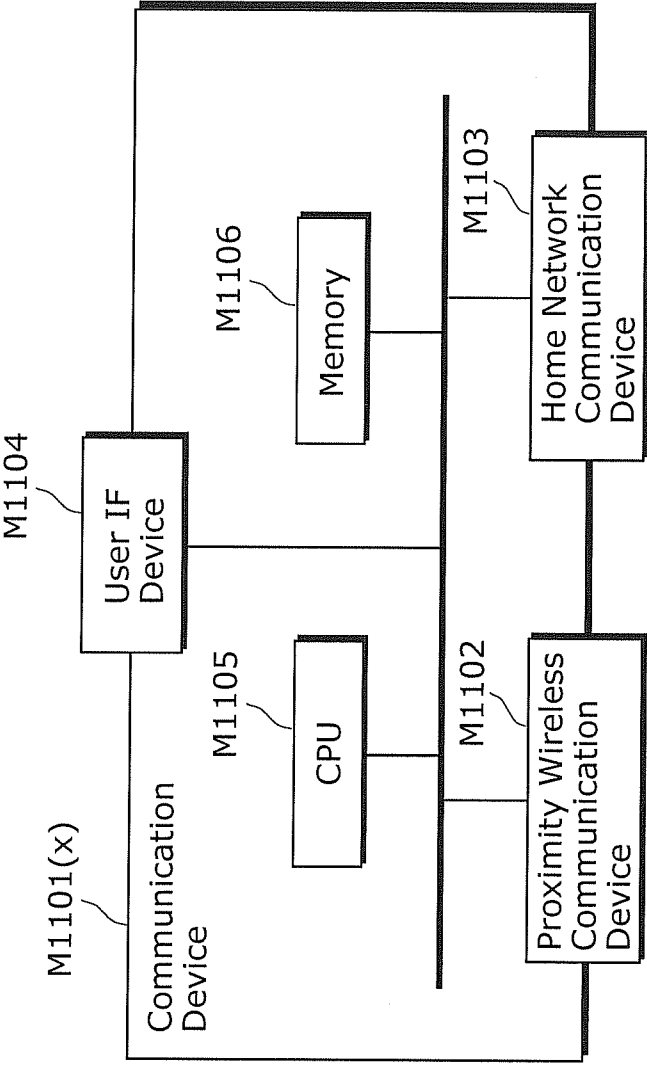 M1101(x)
Communication
Device
M1104
User IF
Device
M1105
CPU
M1106
Memory
M1102
Proximity Wireless
Communication
Device
M1103
Home Network
Communication
Device